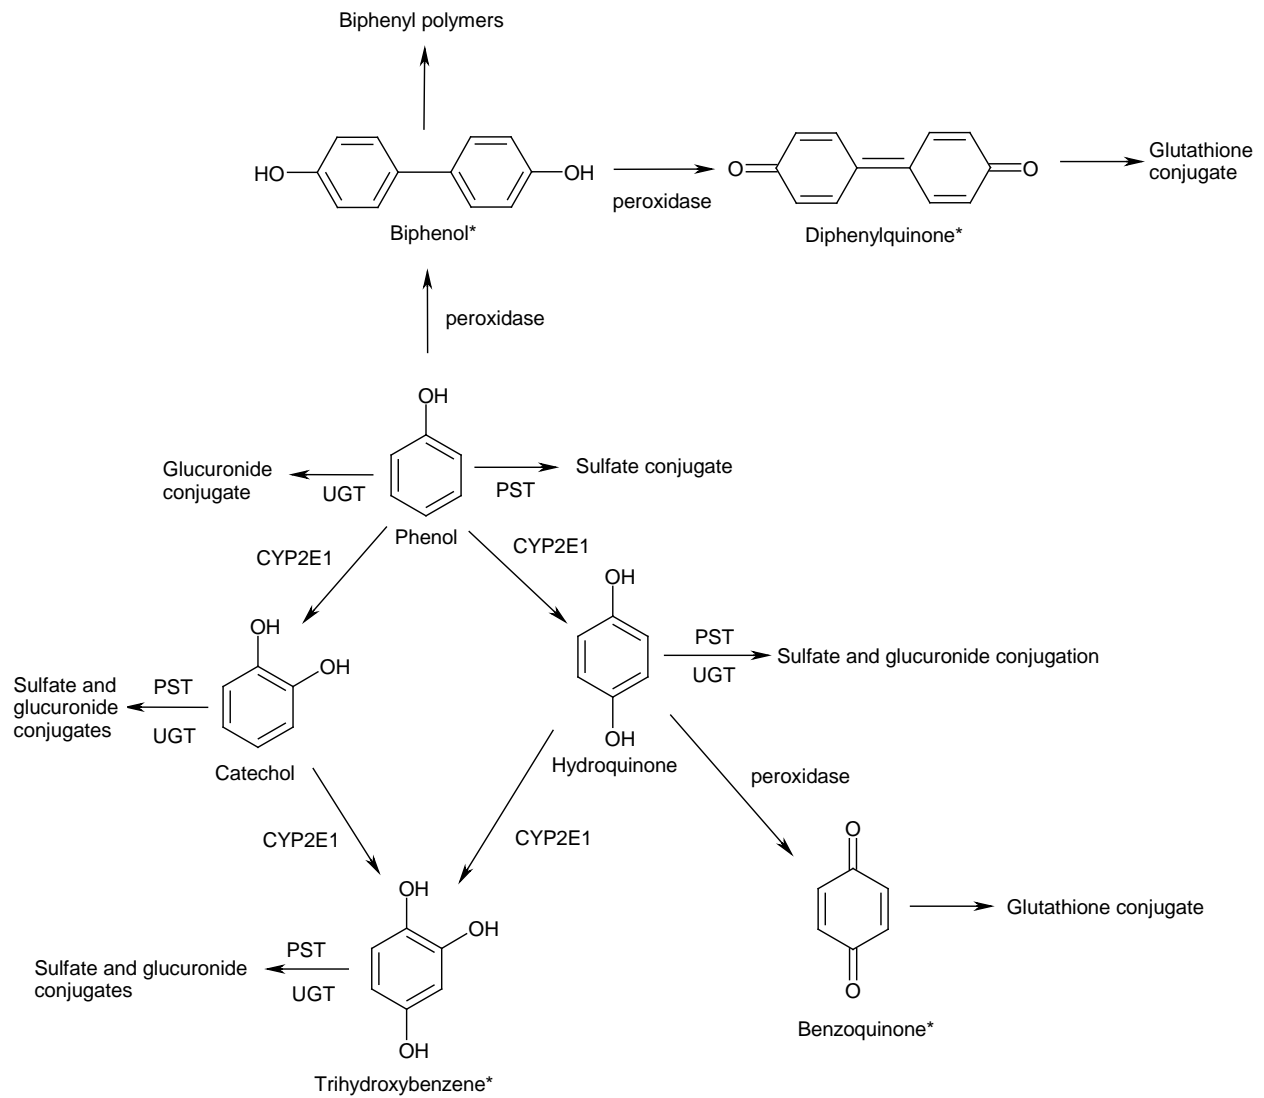 Biphenyl polymers
HO
OH
peroxidase
O
O
Glutathione
conjugate
Biphenol*
Diphenylquinone*
peroxidase
OH
Glucuronide
conjugate
UGT
PST
Sulfate conjugate
Phenol
CYP2E1
CYP2E1
OH
OH
OH
PST
UGT
Sulfate and glucuronide conjugation
Sulfate and
glucuronide
conjugates
PST
UGT
OH
Catechol
Hydroquinone
peroxidase
CYP2E1
CYP2E1
O
OH
OH
Glutathione conjugate
PST
UGT
Sulfate and glucuronide
conjugates
O
OH
Benzoquinone*
Trihydroxybenzene*